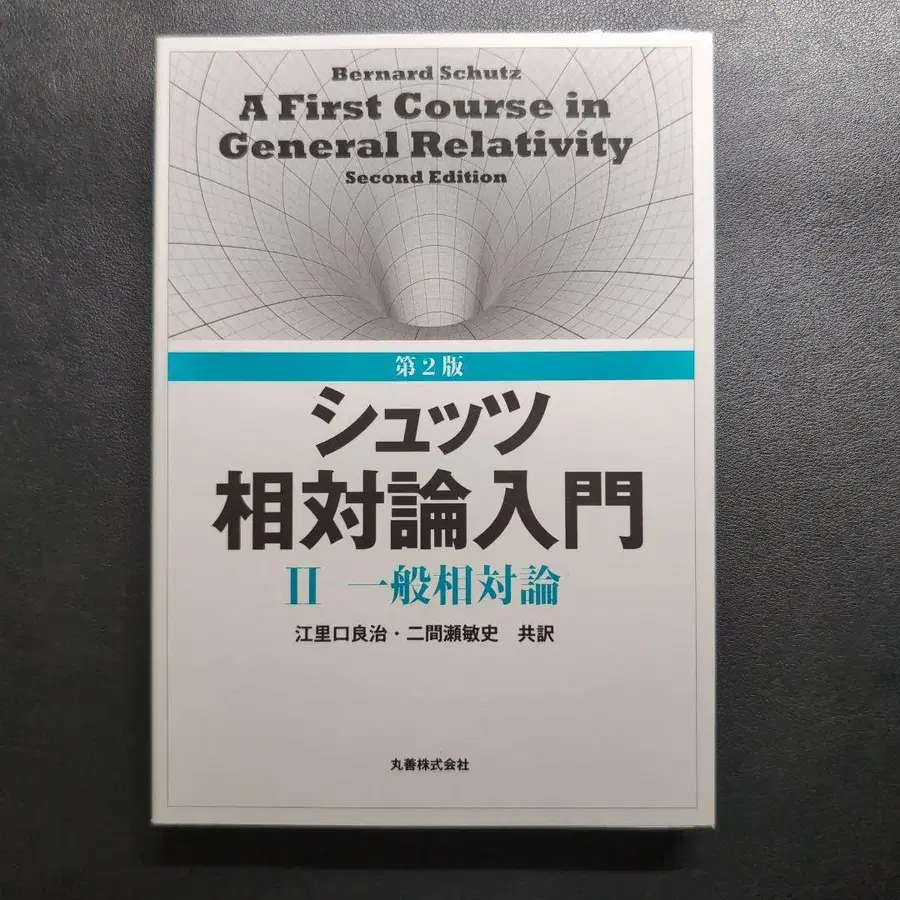 Bernard Schutz
A First Course in
General Relativity
Second Edition
第2版
シュッツ
相対論入門
II 一般相対論
江里口良治・二間瀬敏史 共訳
丸善株式会社